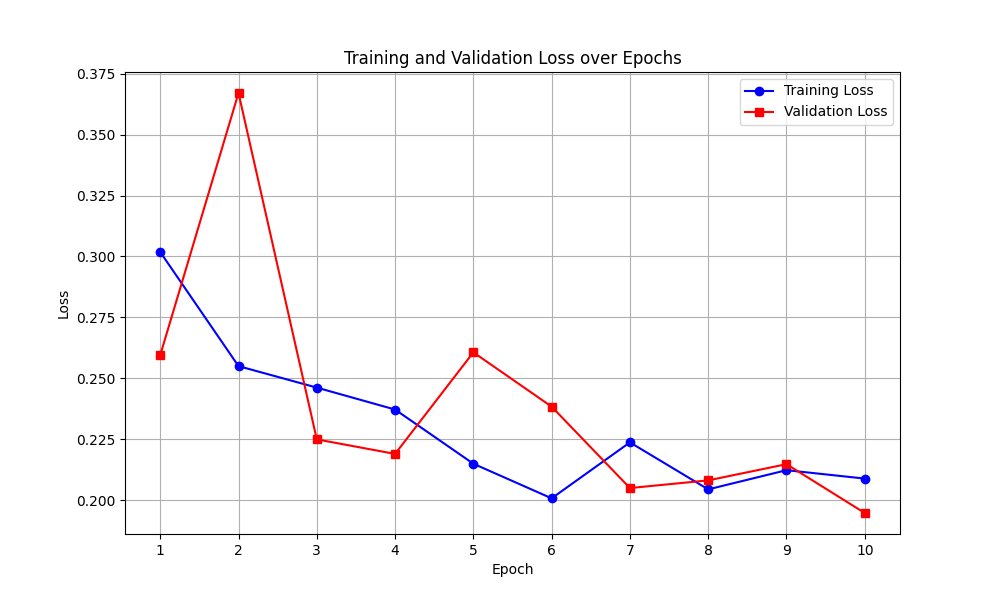 Training and Validation Loss over Epochs
Training Loss
Validation Loss
0.375
0.350
0.325
0.300
0.275
0.250
0.225
0.200
Loss
1 2 3 4 5 6 7 8 9 10
Epoch